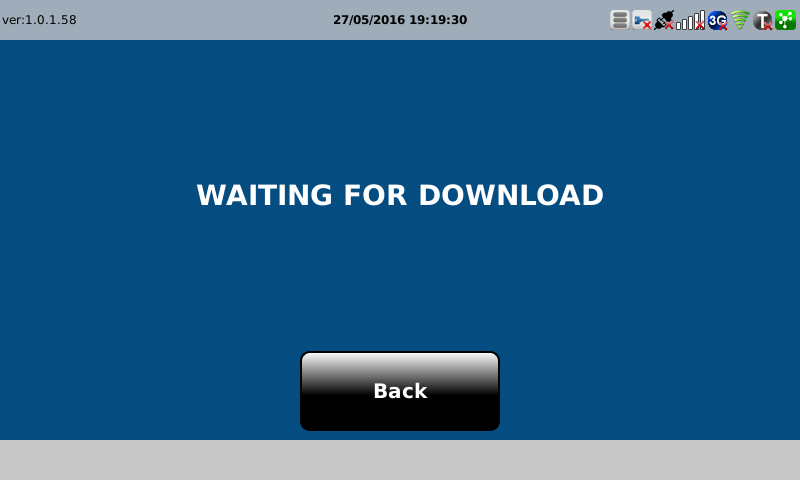 ver:1.0.1.58
27/05/2016 19:19:30
3G
T
WAITING FOR DOWNLOAD
Back